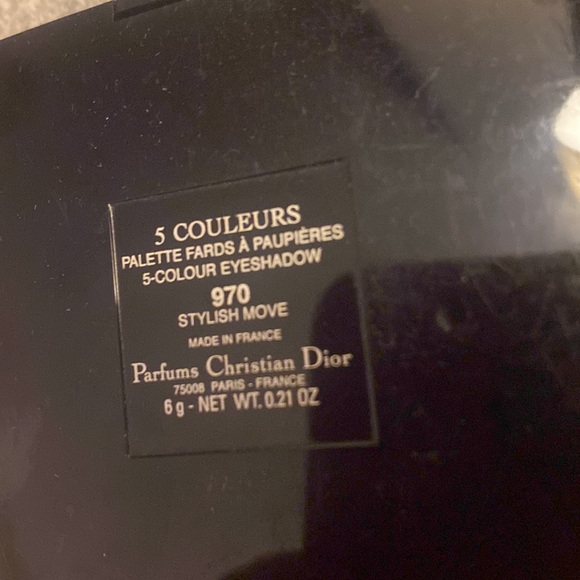 5 COULEURS
PALETTE FARDS À PAUPIÈRES
5-COLOUR EYESHADOW
970
STYLISH MOVE
MADE IN FRANCE
Parfums Christian Dior
75008 PARIS - FRANCE
6 g - NET WT. 0.21 OZ